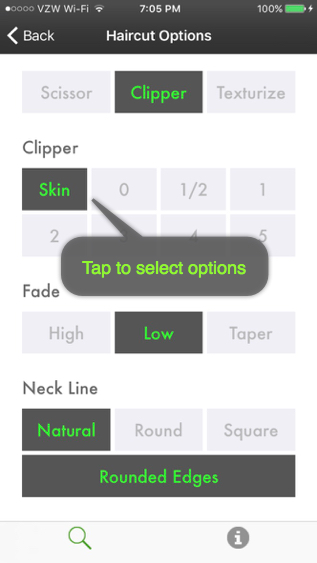 VZW Wi-Fi 7:05 PM 100%
Back Haircut Options
Scissor Clipper Texturize
Clipper
Skin 0 1/2 1
2 4 5
Tap to select options
Fade
High Low Taper
Neck Line
Natural Round Square
Rounded Edges